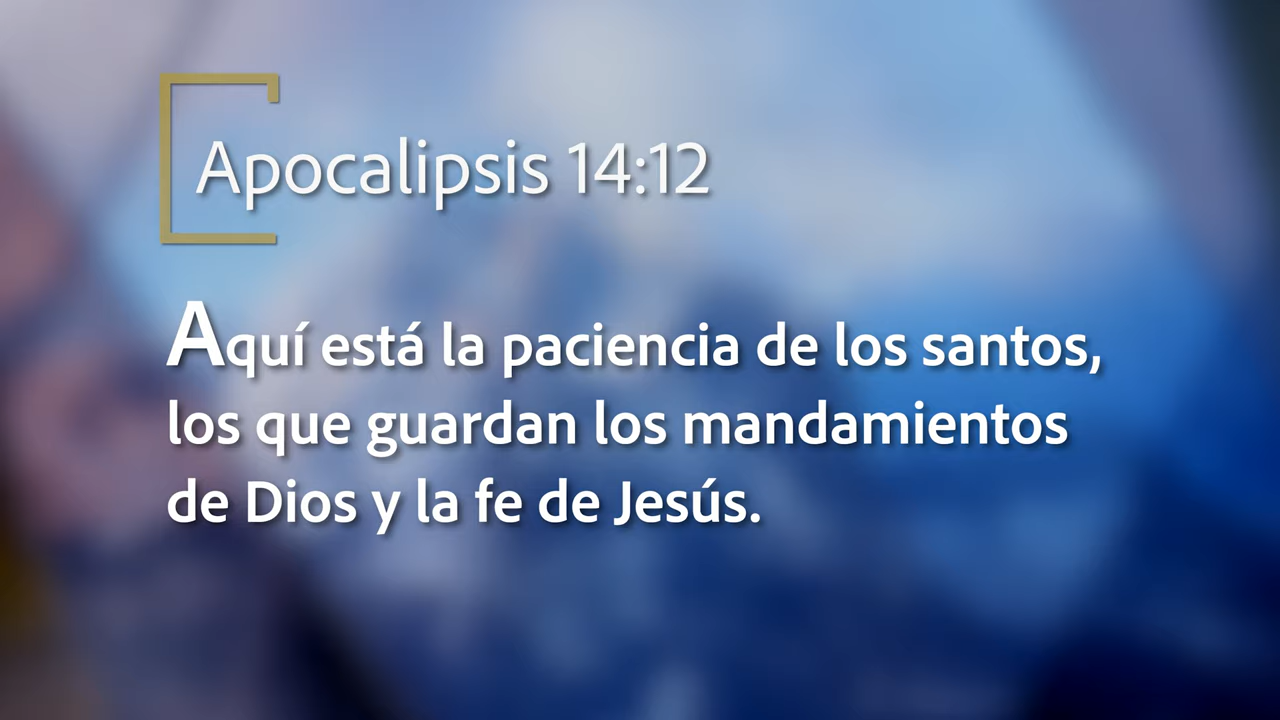 Apocalipsis 14:12
Aquí está la paciencia de los santos,
los que guardan los mandamientos
de Dios y la fe de Jesús.